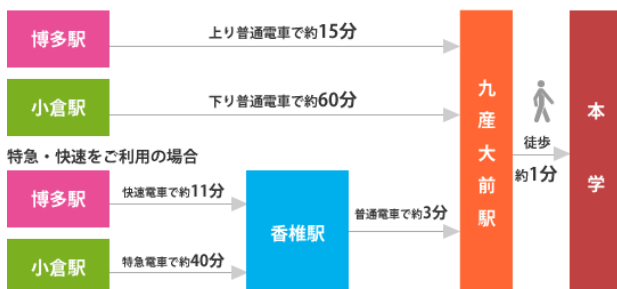 博多駅
上り普通電車で約15分
小倉駅
下り普通電車で約60分
特急・快速をご利用の場合
博多駅
快速電車で約11分
小倉駅
特急電車で約40分
香椎駅
普通電車で約3分
九産大前駅
徒歩
約1分
本学